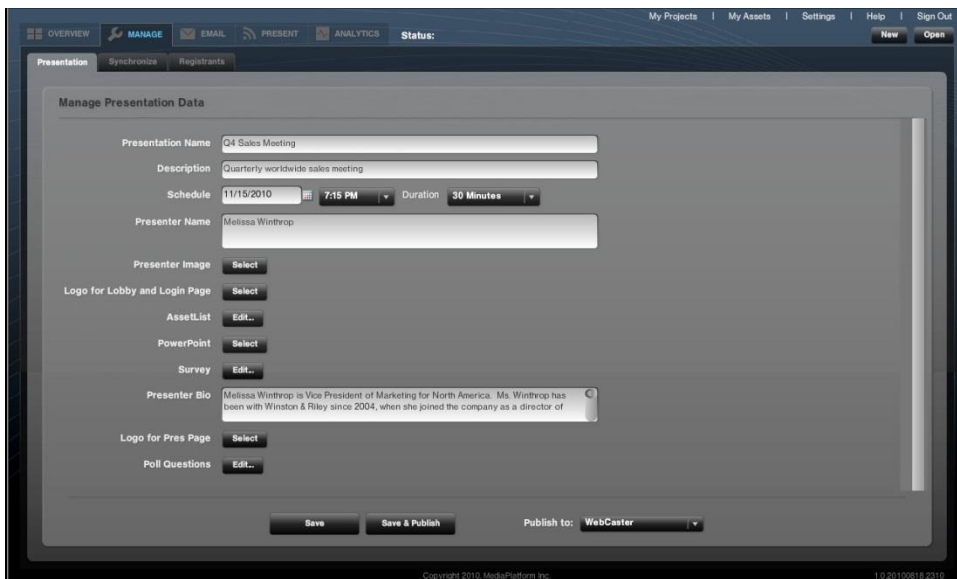 My Projects | My Assets | Settings | Help | Sign Out
OVERVIEW MANAGE EMAIL PRESENT ANALYTICS Status: New Open
Presentation Synchronize Registrants
Manage Presentation Data
Presentation Name Q4 Sales Meeting
Description Quarterly worldwide sales meeting
Schedule 11/15/2010 7:15 PM Duration 30 Minutes
Presenter Name Melissa Winthrop
Presenter Image Select
Logo for Lobby and Login Page Select
AssetList Edit...
PowerPoint Select
Survey Edit...
Presenter Bio Melissa Winthrop is Vice President of Marketing for North America. Ms. Winthrop has
been with Winston & Riley since 2004, when she joined the company as a director of
Logo for Pres Page Select
Poll Questions Edit...
Save Save & Publish Publish to: WebCaster
Copyright 2010, MediaPlatform Inc. 1.0.20100818.2310